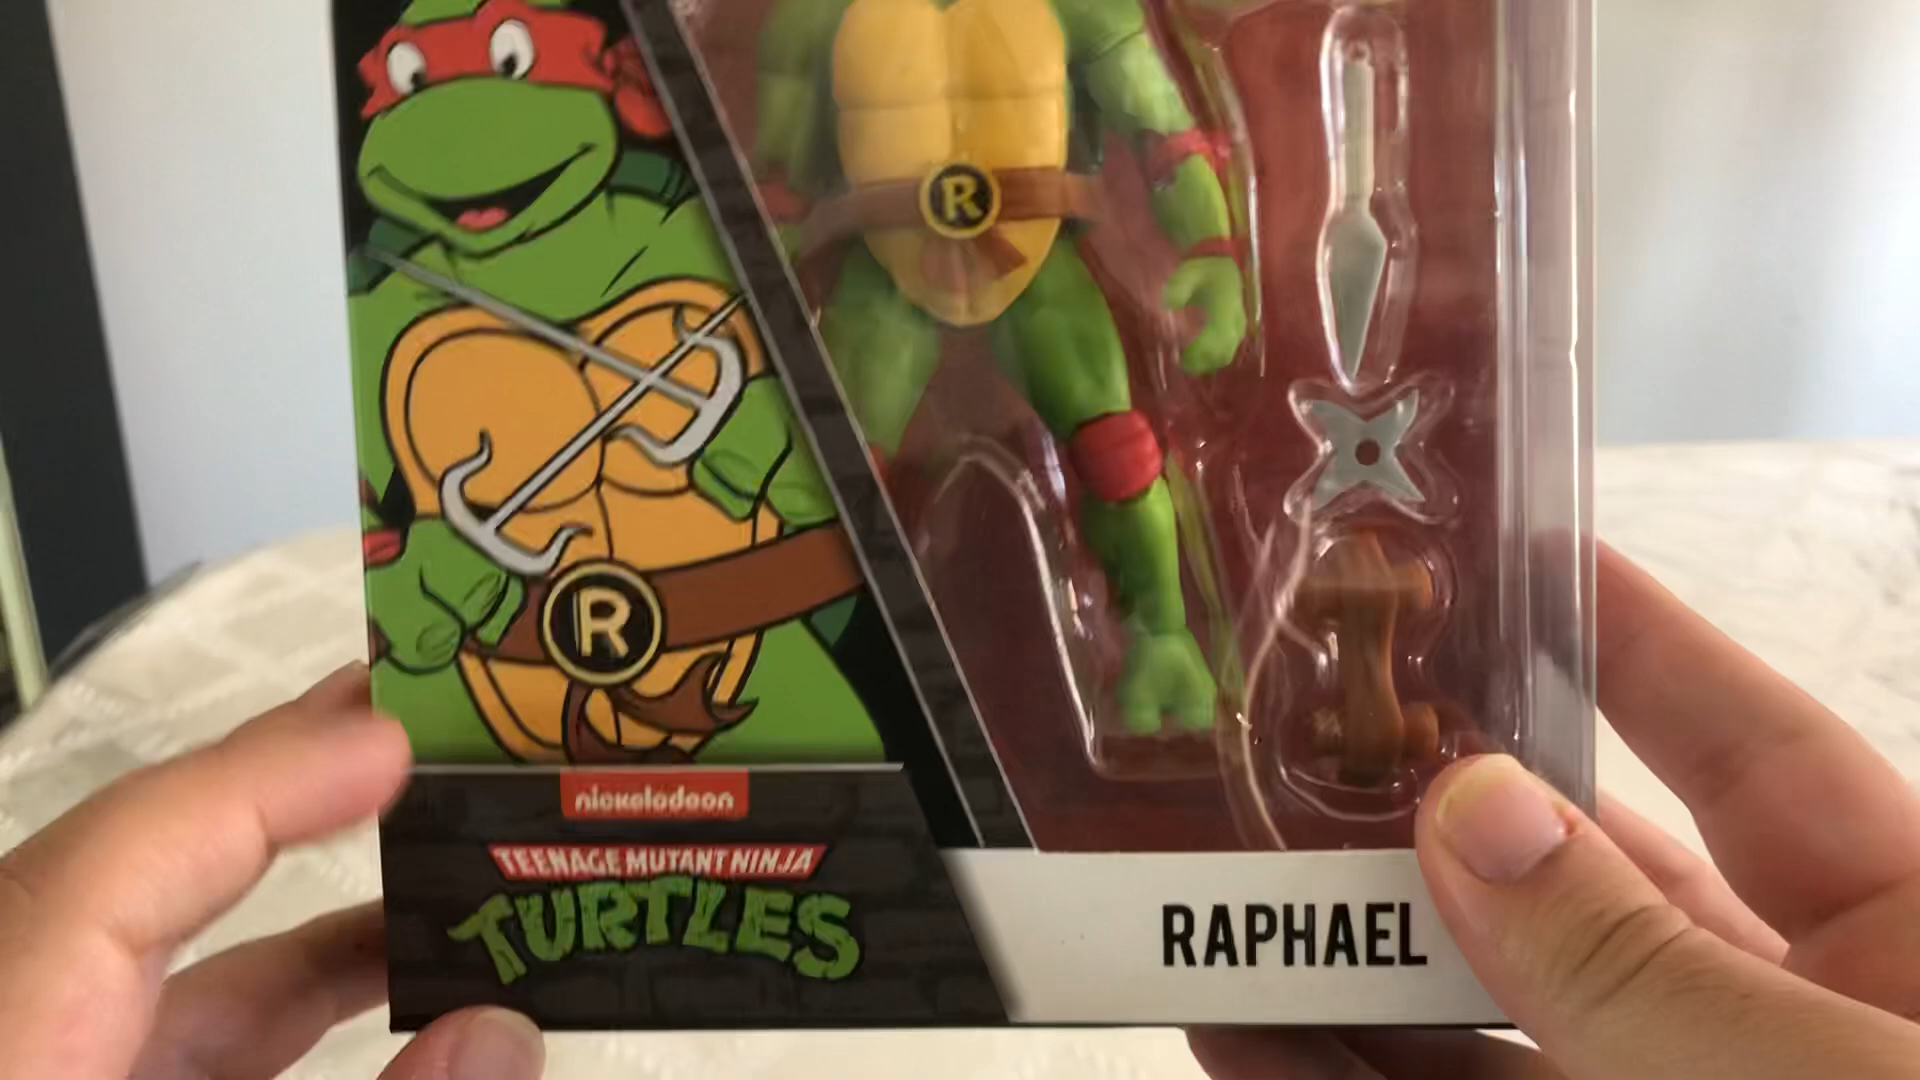 R
R
nickelodeon
TEENAGE MUTANT NINJA
TURTLES
RAPHAEL